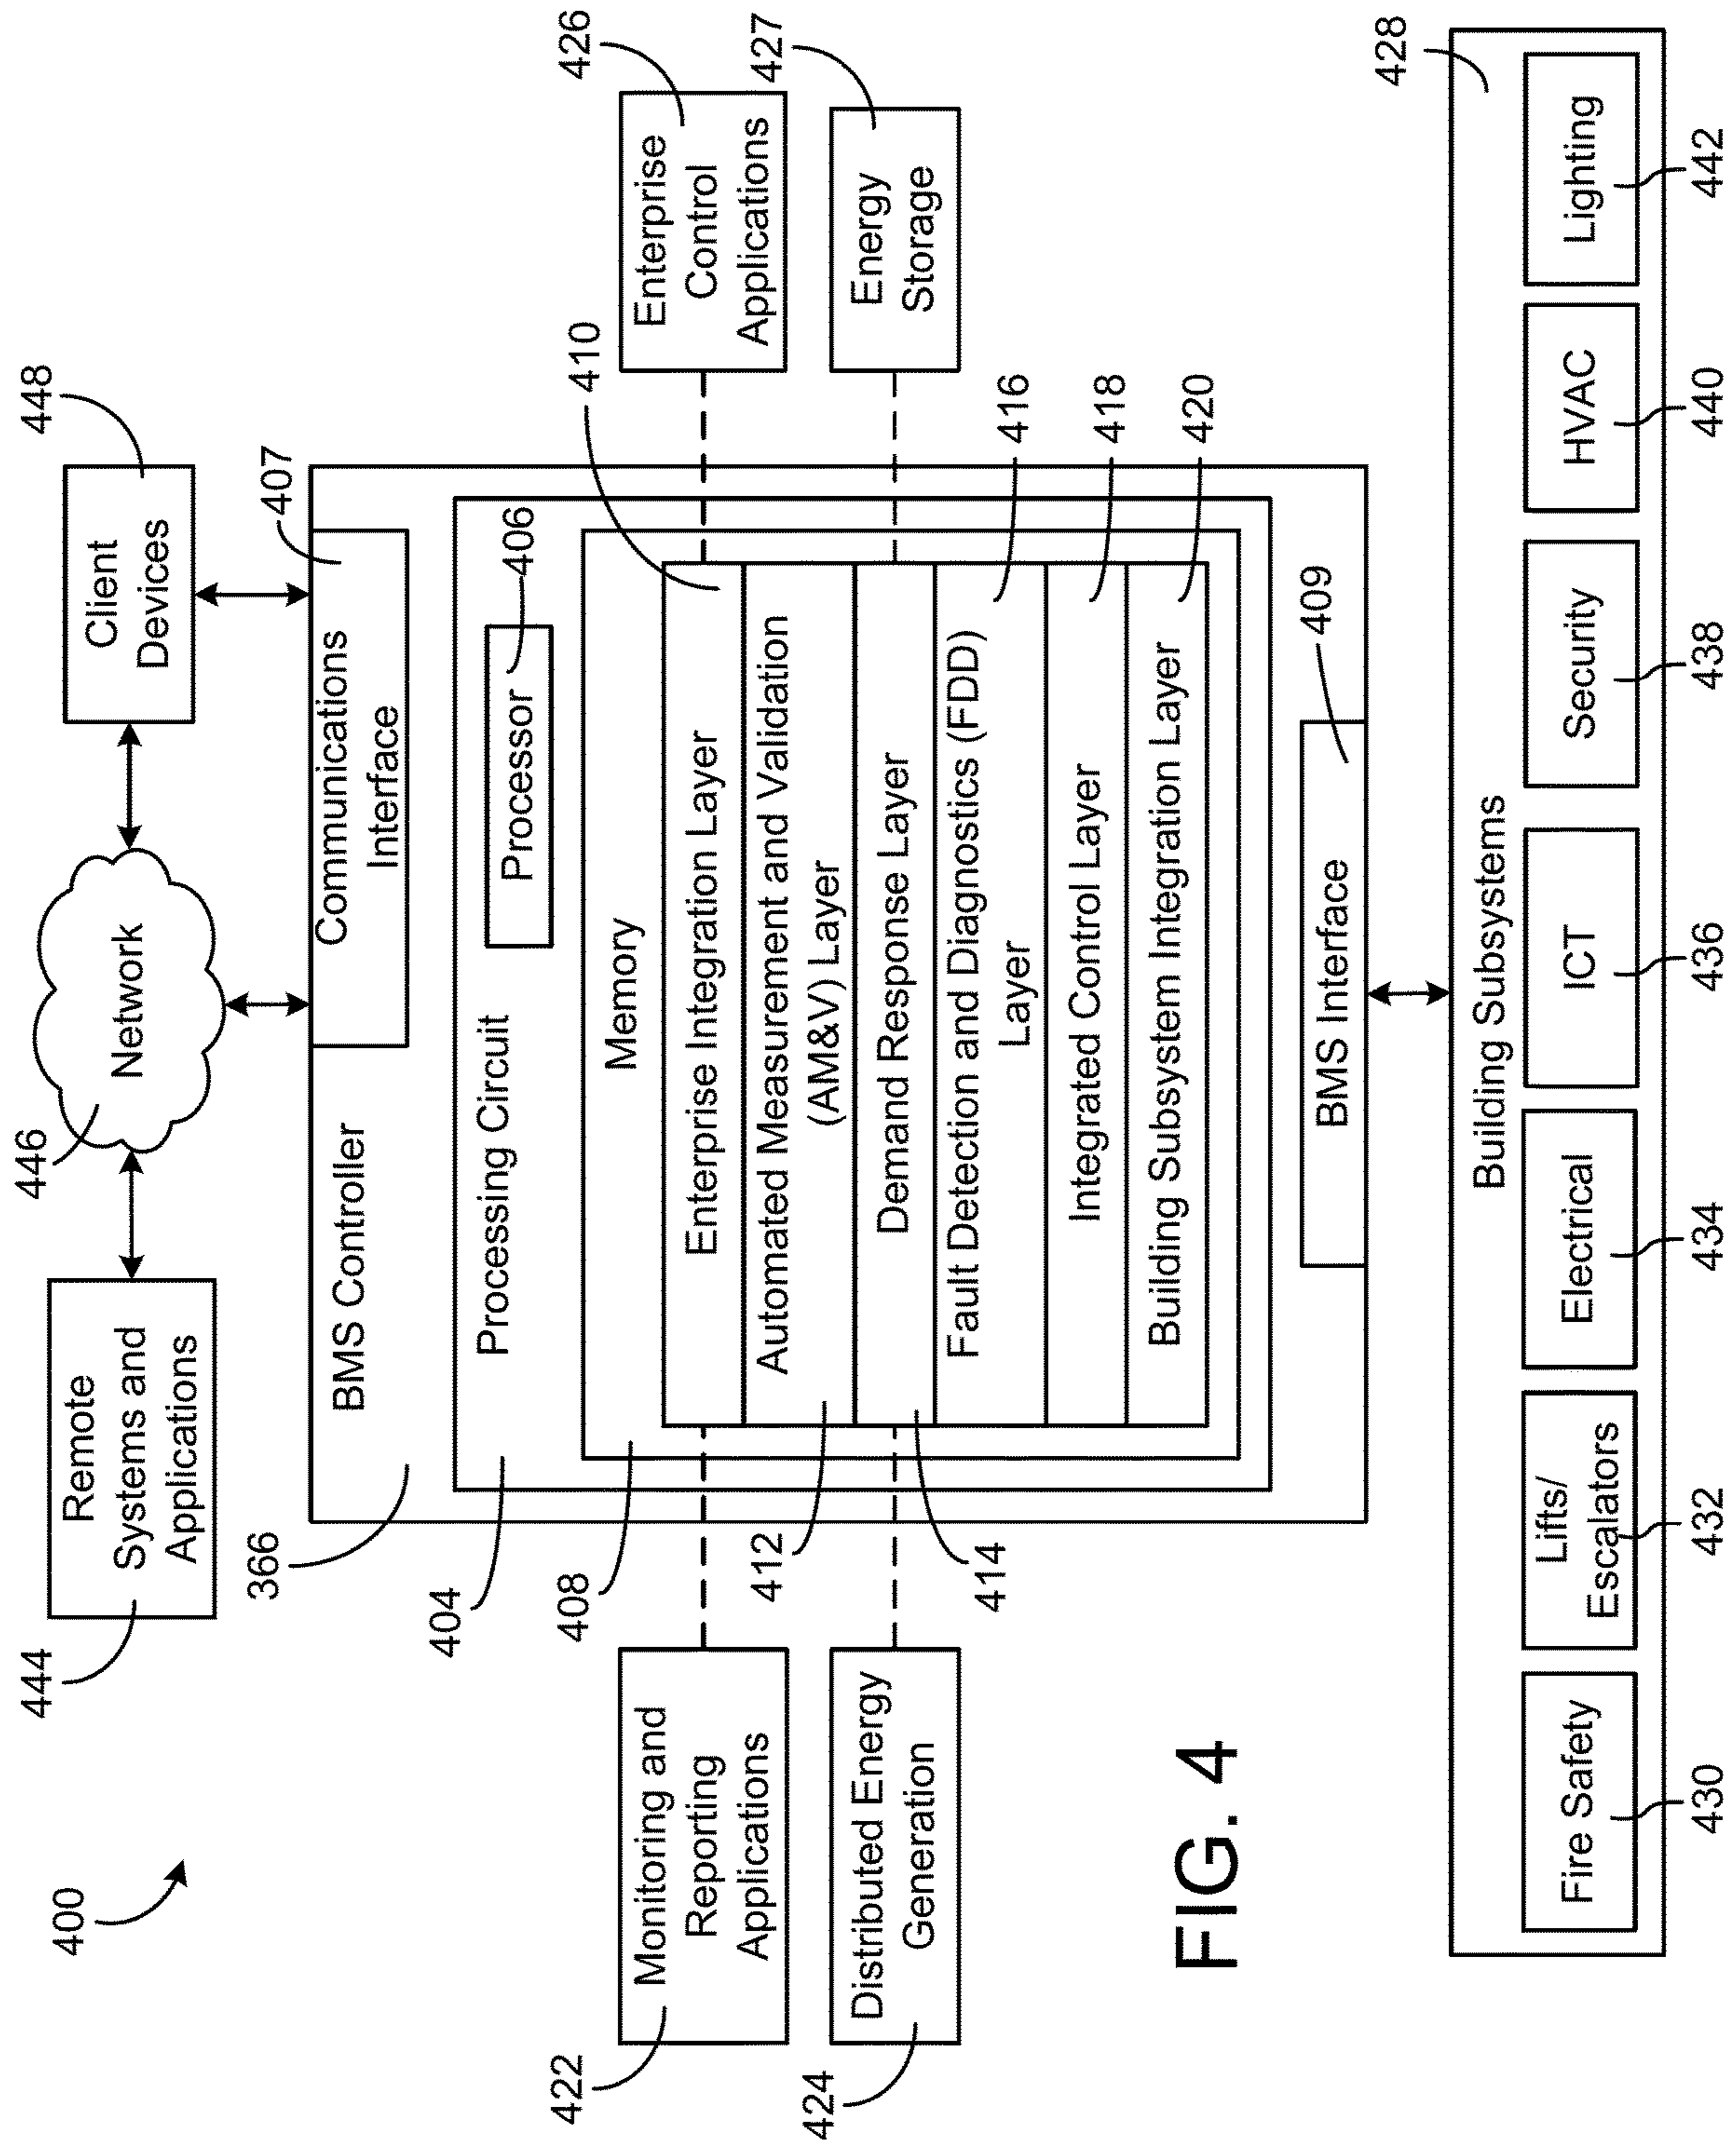 400
444
Remote
Systems and
Applications
446
Network
448
Client
Devices
366
BMS Controller
407
Communications
Interface
404
Processing Circuit
Processor
406
408
Memory
410
Enterprise Integration Layer
412
Automated Measurement and Validation
(AM&V) Layer
414
Demand Response Layer
Fault Detection and Diagnostics (FDD)
Layer
416
Integrated Control Layer
418
Building Subsystem Integration Layer
420
422
Monitoring and
Reporting
Applications
424
Distributed Energy
Generation
426
Enterprise
Control
Applications
427
Energy
Storage
BMS Interface
409
Building Subsystems
428
Fire Safety
Lifts/
Escalators
Electrical
ICT
Security
HVAC
Lighting
430
432
434
436
438
440
442
FIG. 4